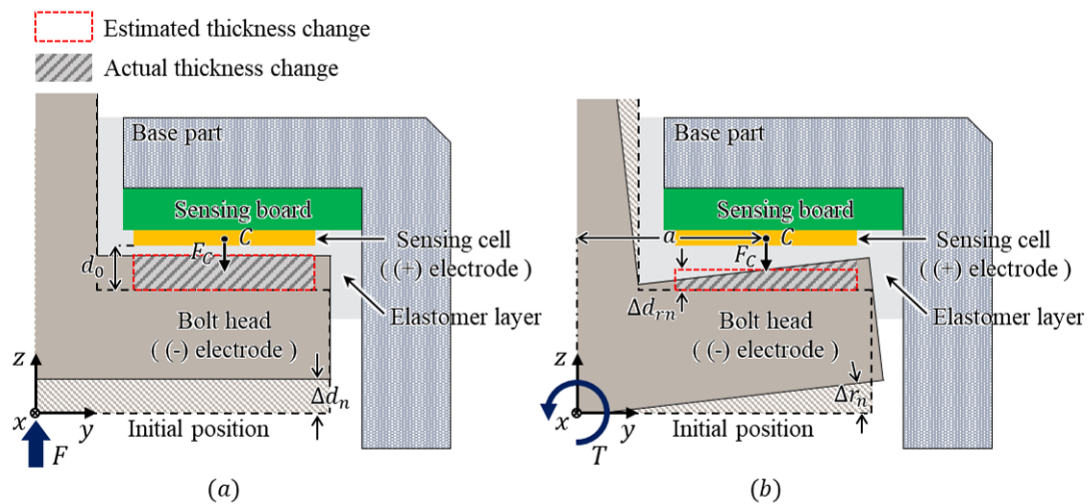 Estimated thickness change
Actual thickness change
Base part
Sensing board
C
F_C
d_0
Sensing cell
( (+) electrode )
Elastomer layer
Bolt head
( (-) electrode )
z
Δd_n
x
y
Initial position
F
(a)
Base part
Sensing board
a
C
F_C
Sensing cell
( (+) electrode )
Δd_{rn}
Elastomer layer
Bolt head
( (-) electrode )
z
Δr_n
x
y
Initial position
T
(b)